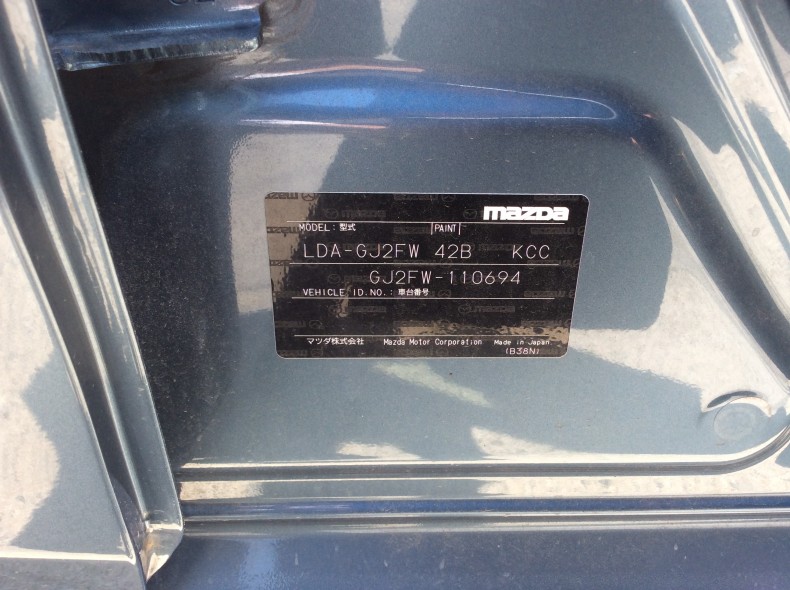 mazda
MODEL: 型式 PAINT
LDA-GJ2FW 42B KCC
GJ2FW-110694
VEHICLE ID.NO.: 車台番号
マツダ株式会社 Mazda Motor Corporation Made in Japan
(B38N)